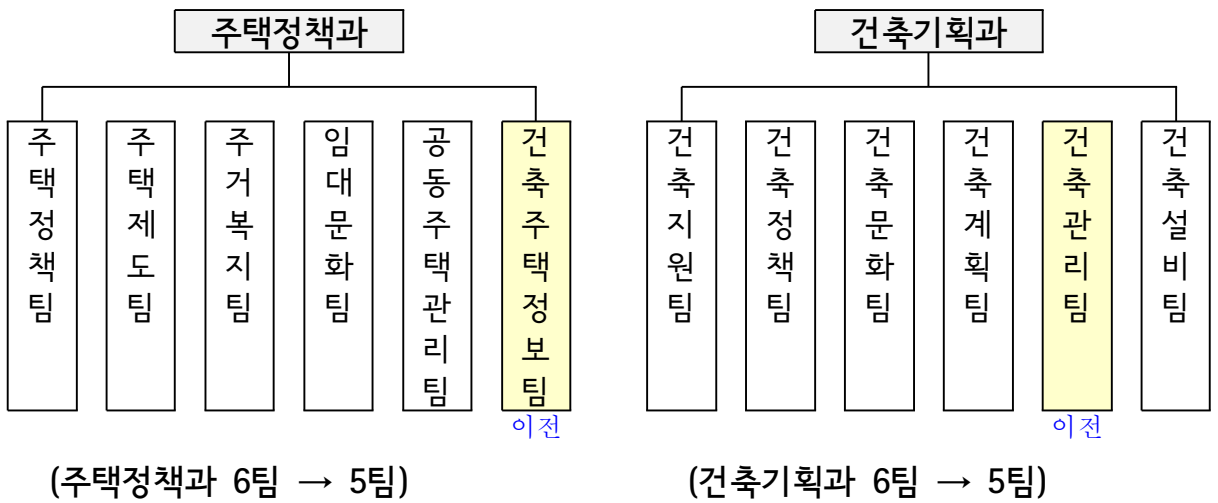 주택정책과
건축기획과
주택정책팀
주택제도팀
주거복지팀
임대문화팀
공동주택관리팀
건축주택정보팀
건축지원팀
건축정책팀
건축문화팀
건축계획팀
건축관리팀
건축설비팀
이전
이전
(주택정책과 6팀 → 5팀)
(건축기획과 6팀 → 5팀)